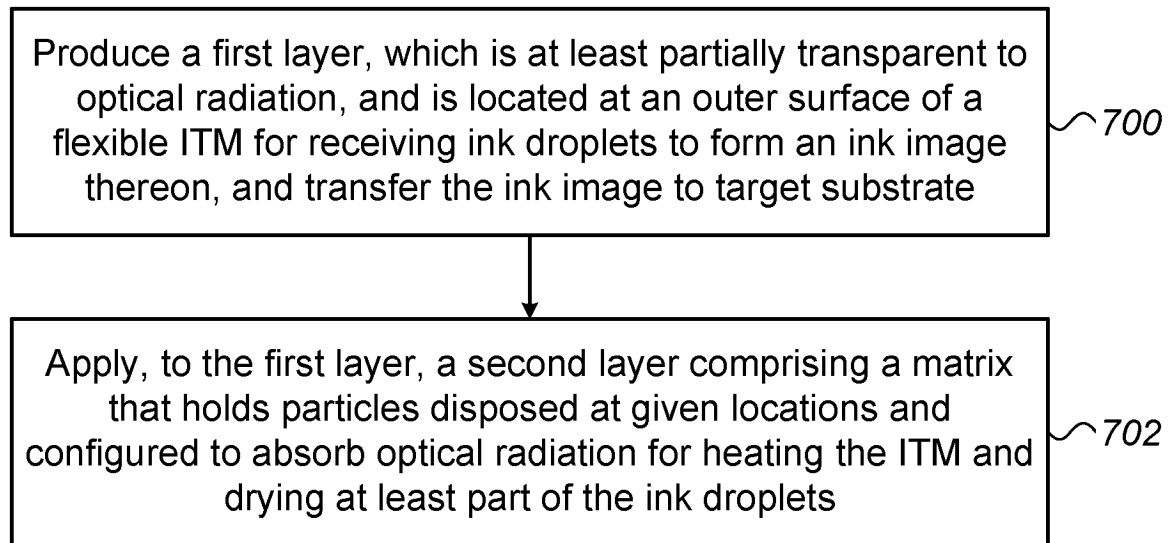 Produce a first layer, which is at least partially transparent to
optical radiation, and is located at an outer surface of a
flexible ITM for receiving ink droplets to form an ink image
thereon, and transfer the ink image to target substrate
700
Apply, to the first layer, a second layer comprising a matrix
that holds particles disposed at given locations and
configured to absorb optical radiation for heating the ITM and
drying at least part of the ink droplets
702